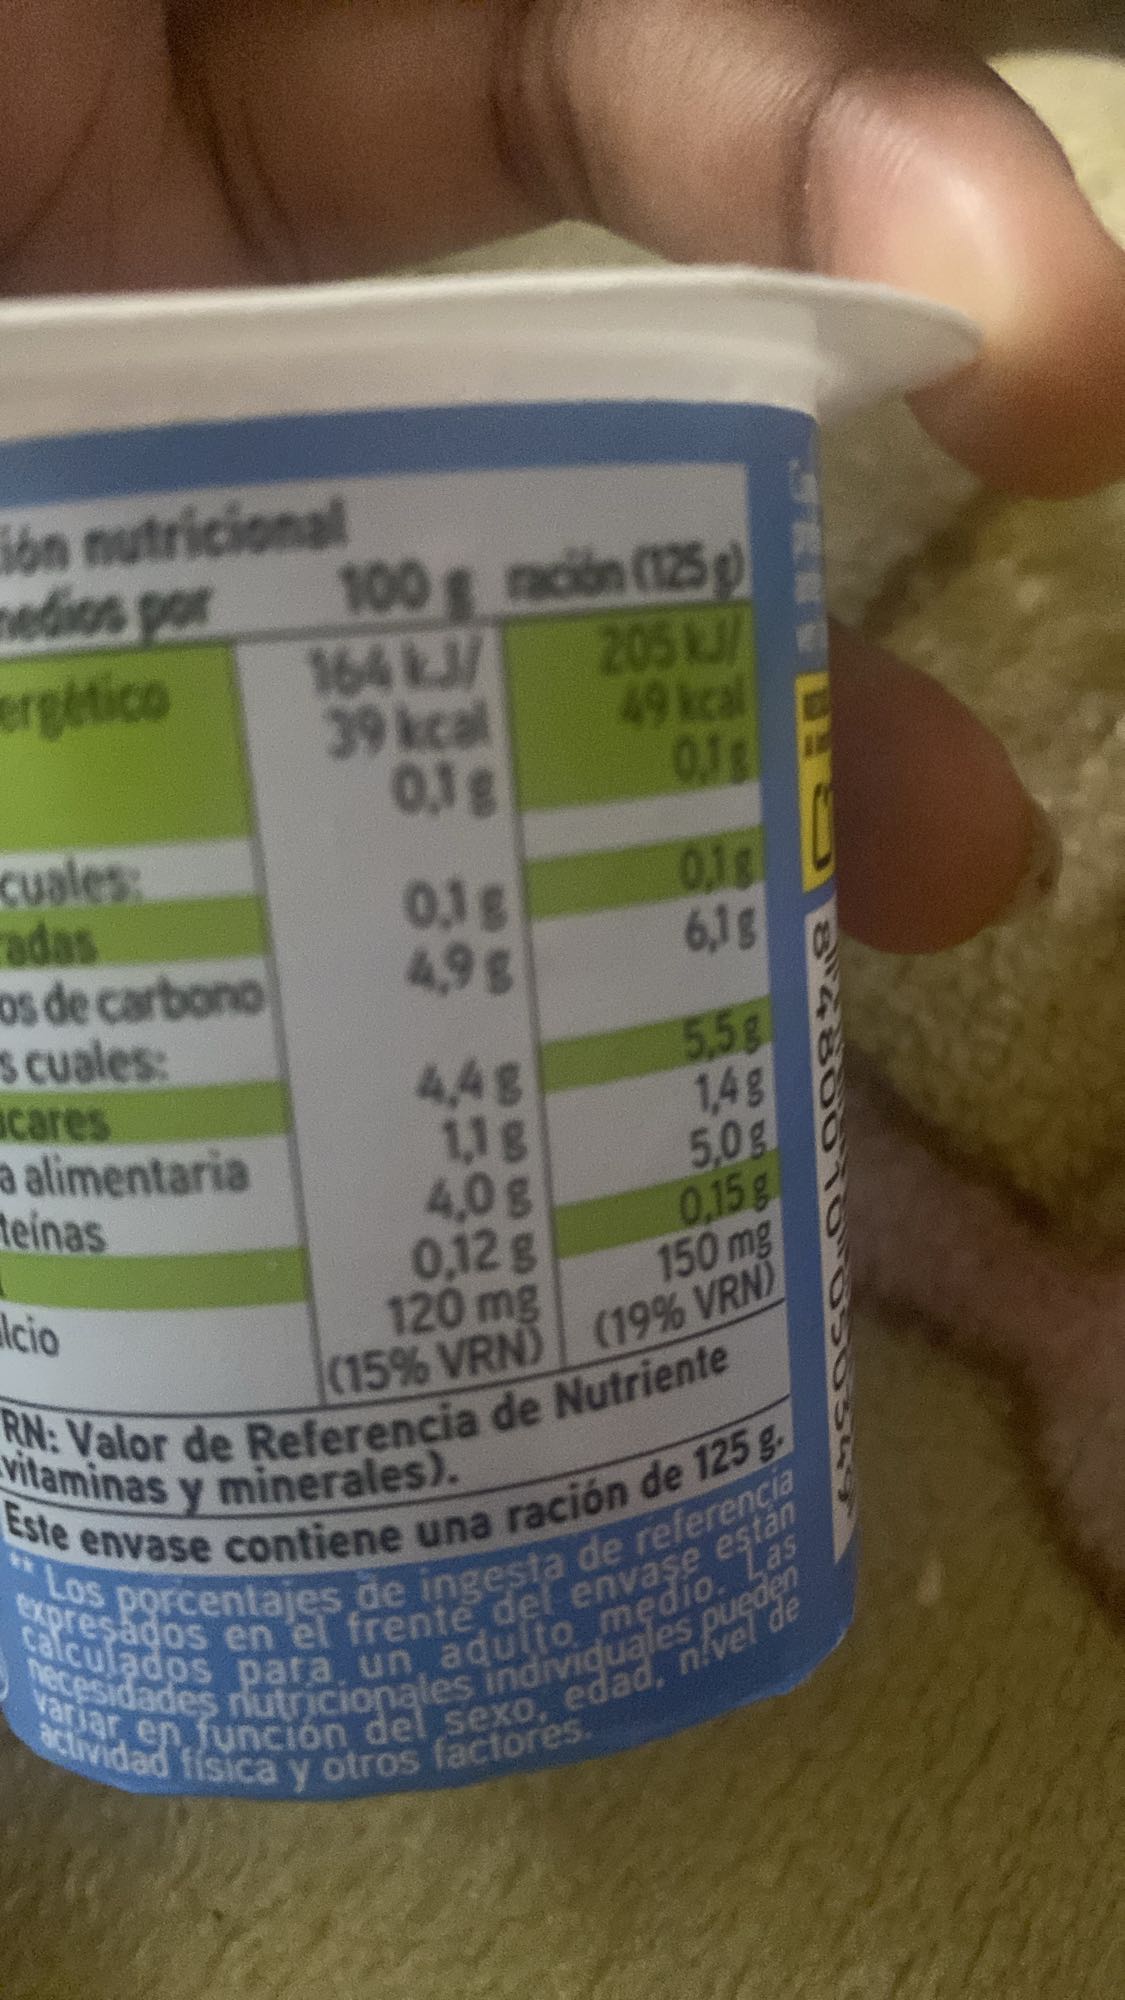 ión nutricional
medios por 100 g ración (125 g)
ergético 164 kJ/ 205 kJ/
39 kcal 49 kcal
0,1 g 0,1 g
cuales:
radas 0,1 g 0,1 g
os de carbono 4,9 g 6,1 g
s cuales:
úcares 4,4 g 5,5 g
a alimentaria 1,1 g 1,4 g
teínas 4,0 g 5,0 g
0,12 g 0,15 g
alcio 120 mg 150 mg
(15% VRN) (19% VRN)
RN: Valor de Referencia de Nutriente
vitaminas y minerales).
Este envase contiene una ración de 125 g.
** Los porcentajes de ingesta de referencia
expresados en el frente del envase están
calculados para un adulto medio. Las
necesidades nutricionales individuales pueden
variar en función del sexo, edad, nivel de
actividad física y otros factores.